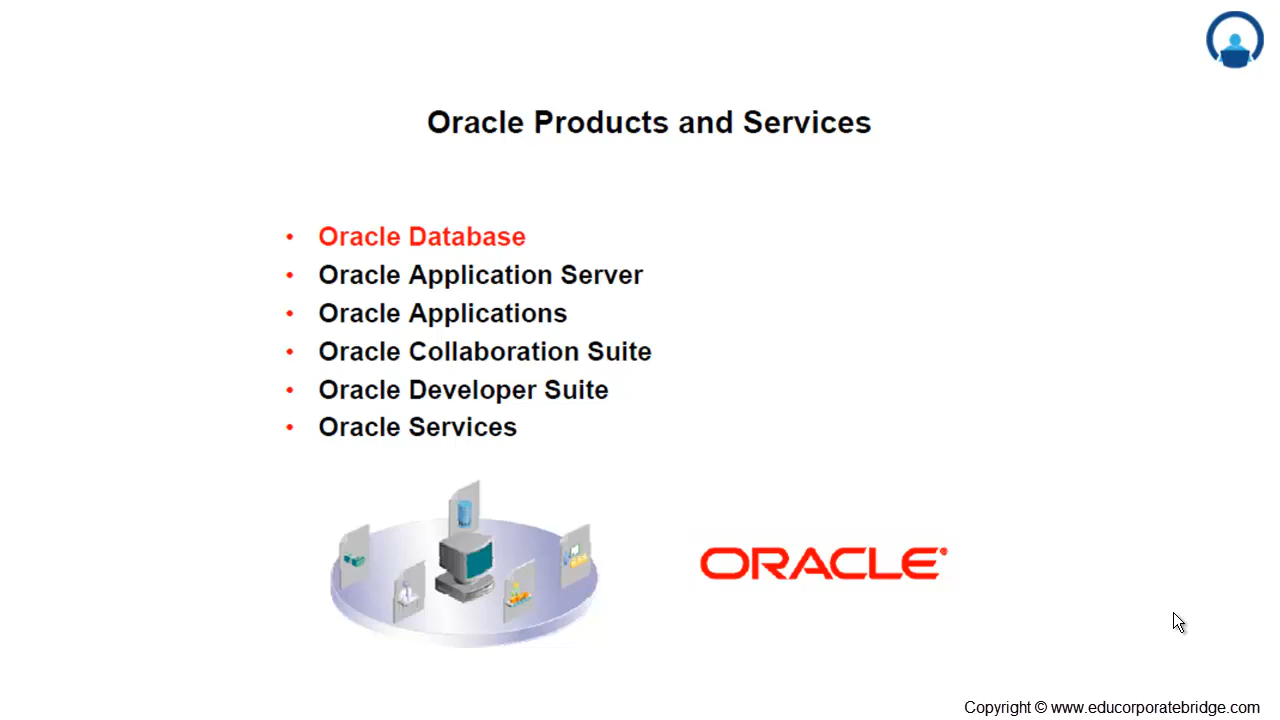 Oracle Products and Services
• Oracle Database
• Oracle Application Server
• Oracle Applications
• Oracle Collaboration Suite
• Oracle Developer Suite
• Oracle Services
ORACLE®
Copyright © www.educorporatebridge.com